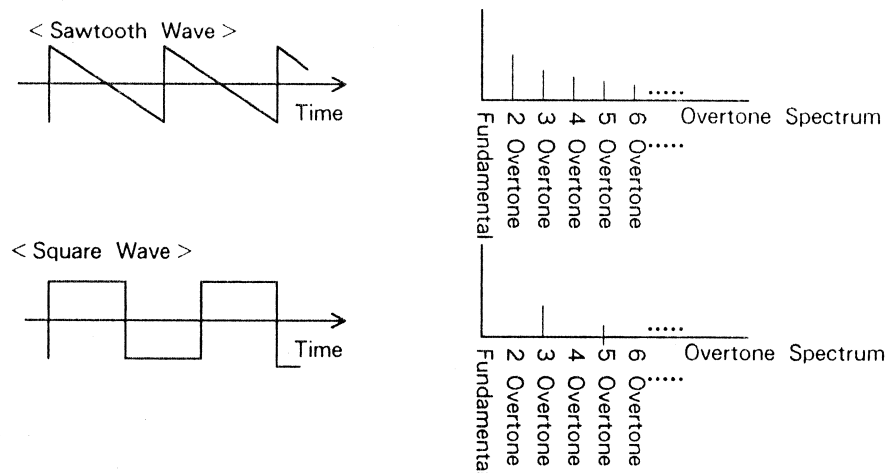 < Sawtooth Wave >
Time
Fundamental
2 Overtone
3 Overtone
4 Overtone
5 Overtone
6 Overtone
.....
.....
Overtone Spectrum
< Square Wave >
Time
Fundamenta
2 Overtone
3 Overtone
4 Overtone
5 Overtone
6 Overtone
.....
.....
Overtone Spectrum